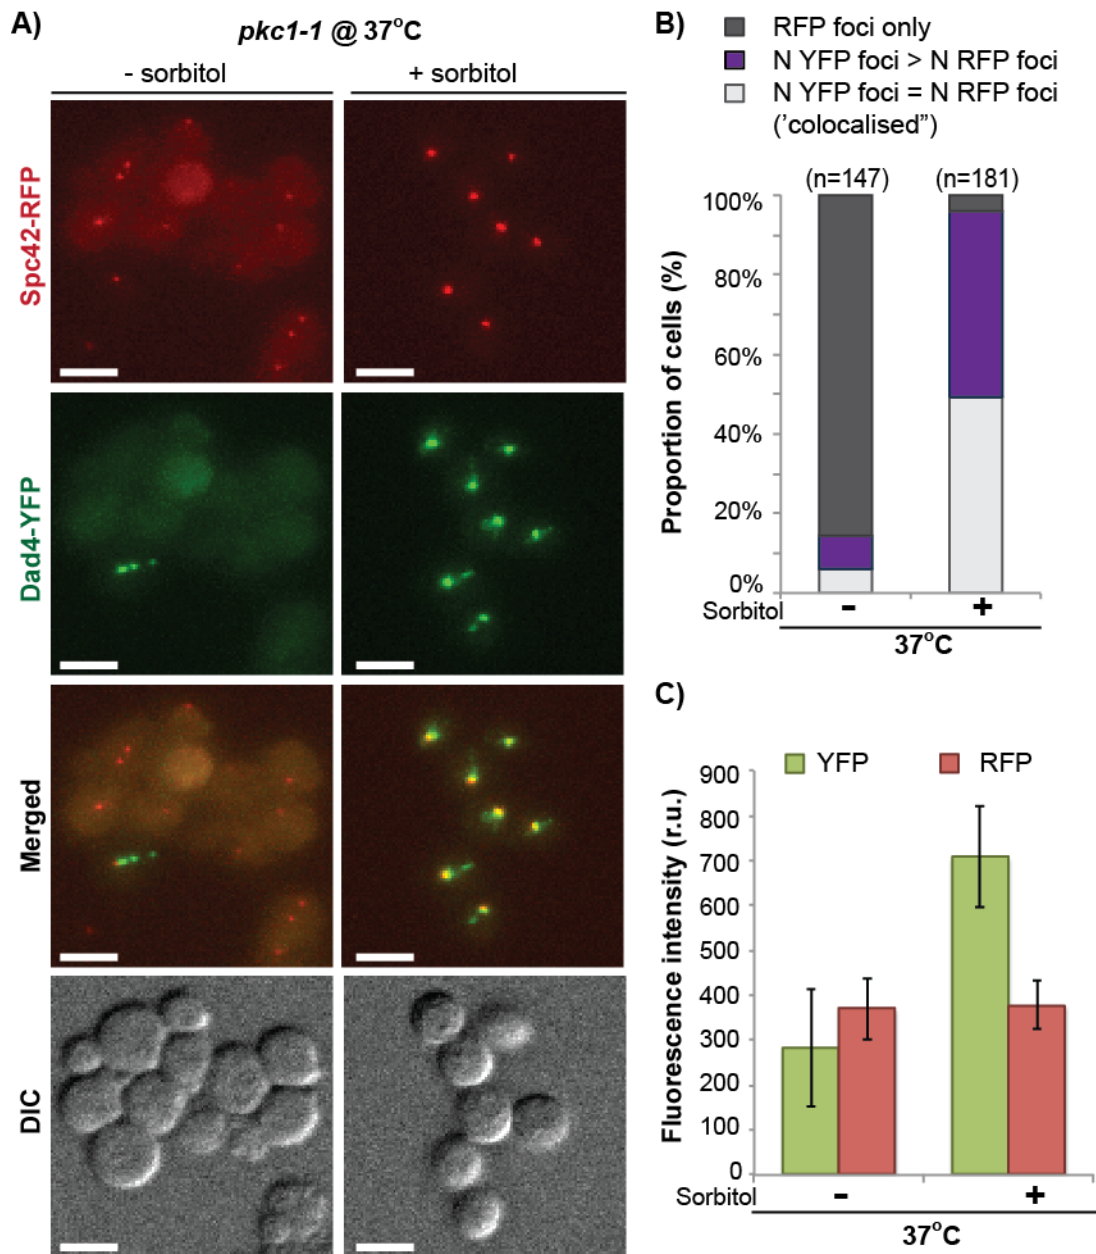 A)
pkc1-1 @ 37°C
- sorbitol
+ sorbitol
Spc42-RFP
Dad4-YFP
Merged
DIC
B)
RFP foci only
N YFP foci > N RFP foci
N YFP foci = N RFP foci
('colocalised")
(n=147)
(n=181)
Proportion of cells (%)
100%
80%
60%
40%
20%
0%
Sorbitol
-
+
37°C
C)
YFP
RFP
Fluorescence intensity (r.u.)
900
800
700
600
500
400
300
200
100
0
Sorbitol
-
+
37°C